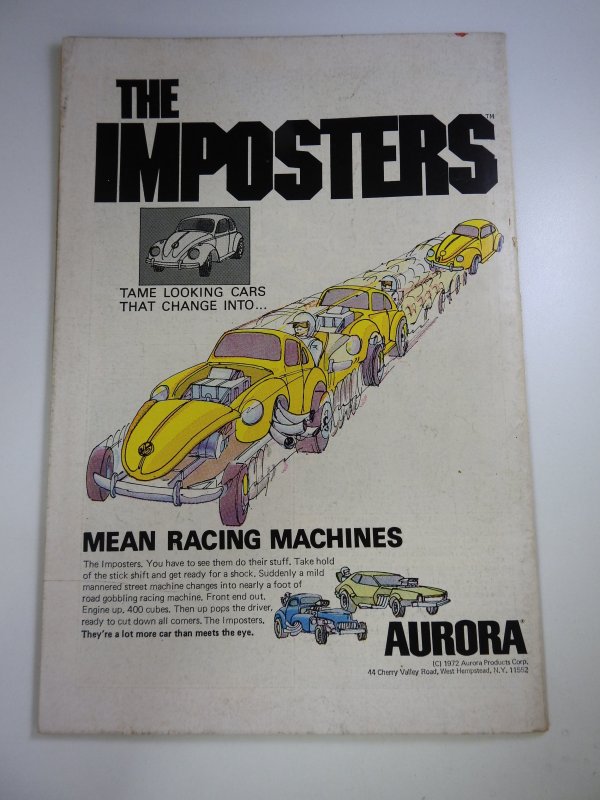 THE
IMPOSTERS™
TAME LOOKING CARS
THAT CHANGE INTO...
MEAN RACING MACHINES
The Imposters. You have to see them do their stuff. Take hold
of the stick shift and get ready for a shock. Suddenly a mild
mannered street machine changes into nearly a foot of
road gobbling racing machine. Front end out.
Engine up. 400 cubes. Then up pops the driver,
ready to cut down all comers. The Imposters.
They're a lot more car than meets the eye.
AURORA®
(C) 1972 Aurora Products Corp.
44 Cherry Valley Road, West Hempstead, N.Y. 11552